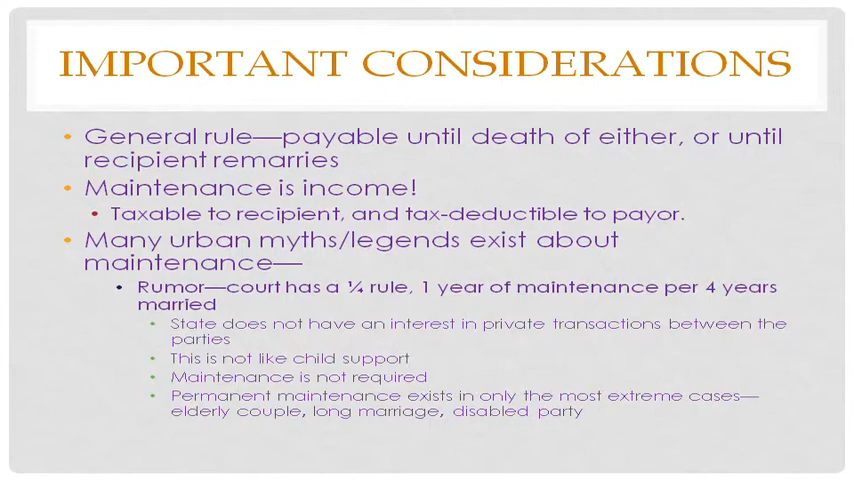 IMPORTANT CONSIDERATIONS
• General rule—payable until death of either, or until
recipient remarries
• Maintenance is income!
• Taxable to recipient, and tax-deductible to payor.
• Many urban myths/legends exist about
maintenance—
• Rumor—court has a ¼ rule, 1 year of maintenance per 4 years
married
• State does not have an interest in private transactions between the
parties
• This is not like child support
• Maintenance is not required
• Permanent maintenance exists in only the most extreme cases—
elderly couple, long marriage, disabled party